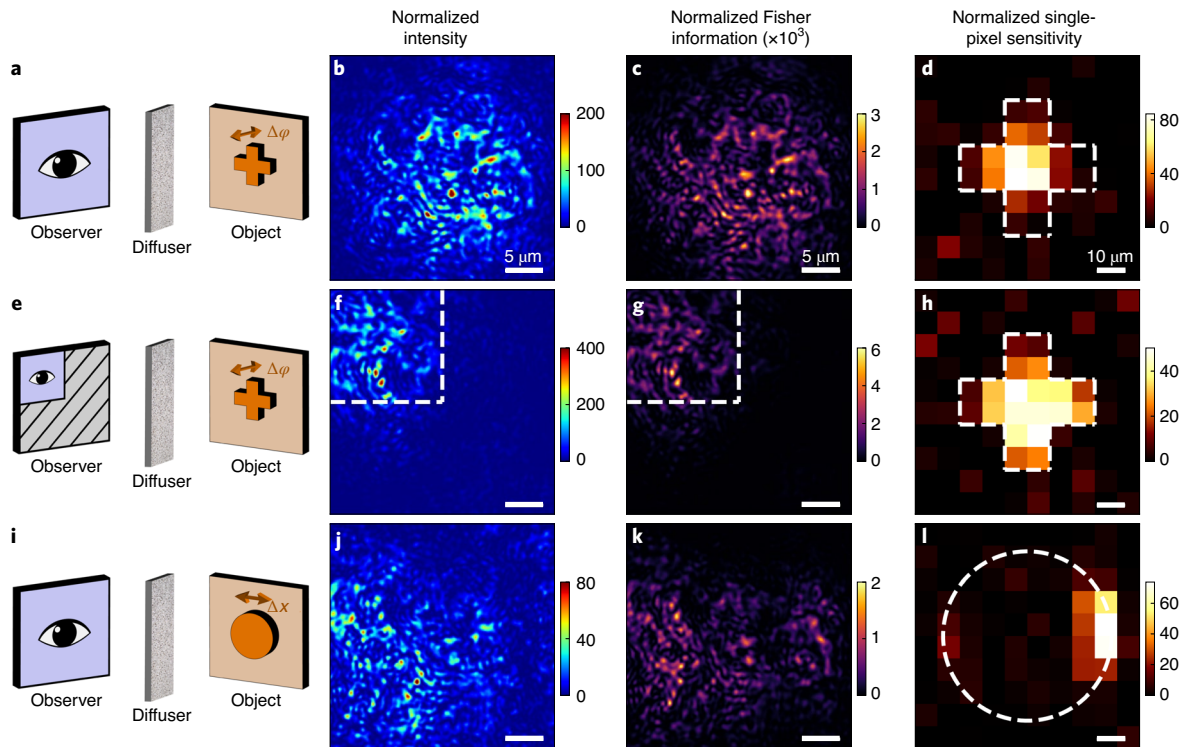 Normalized
intensity
Normalized Fisher
information (×10³)
Normalized single-
pixel sensitivity
a
Δφ
Observer
Diffuser
Object
b
200
100
0
5 μm
c
3
2
1
0
5 μm
d
80
60
40
20
0
10 μm
e
Δφ
Observer
Diffuser
Object
f
400
200
0
g
6
4
2
0
h
40
20
0
i
Δx
Observer
Diffuser
Object
j
80
40
0
k
2
1
0
l
60
40
20
0